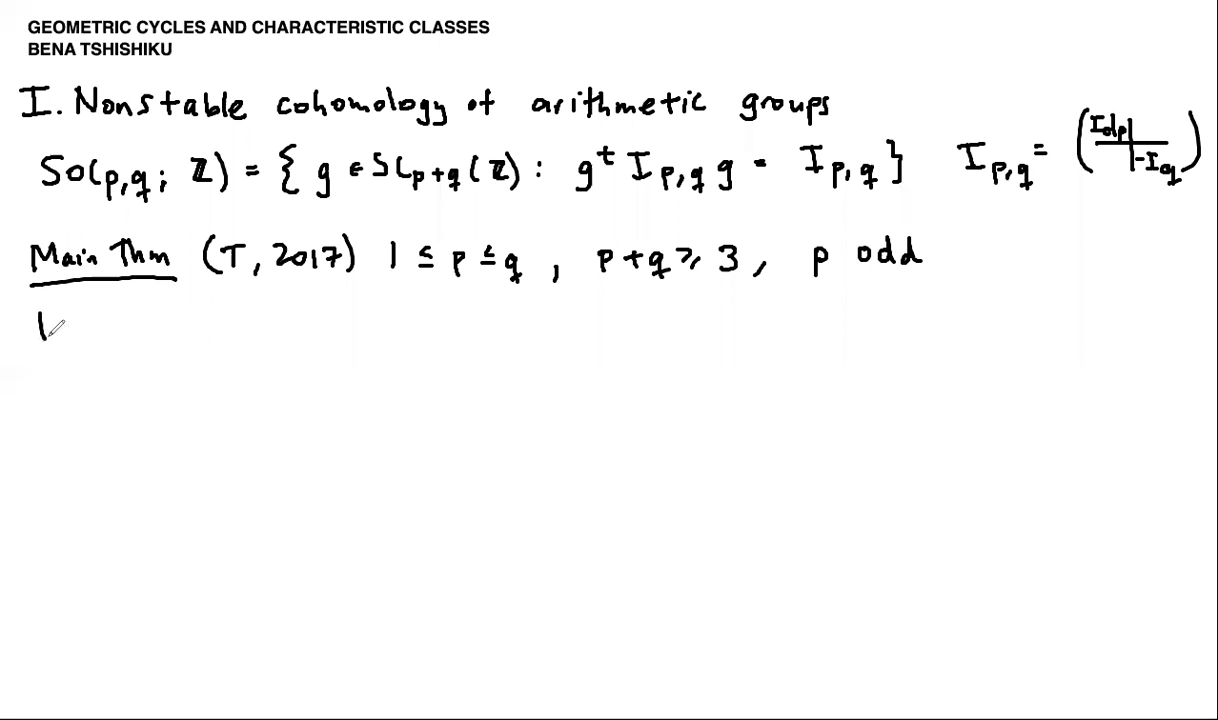 GEOMETRIC CYCLES AND CHARACTERISTIC CLASSES
BENA TSHISHIKU
I. Nonstable cohomology of arithmetic groups
SO(p,q; ℤ) = { g ∈ SL_{p+q}(ℤ) : g^t I_{p,q} g = I_{p,q} } I_{p,q} = (Id_p | -I_q)
Main Thm (T, 2017) 1 ≤ p ≤ q, p+q ≥ 3, p odd